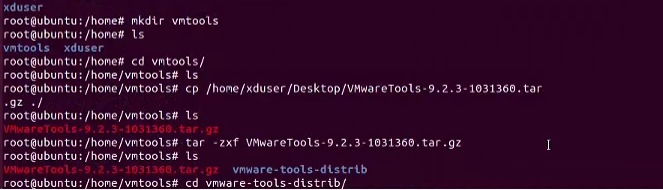 xduser
root@ubuntu:/home# mkdir vmtools
root@ubuntu:/home# ls
vmtools  xduser
root@ubuntu:/home# cd vmtools/
root@ubuntu:/home/vmtools# ls
root@ubuntu:/home/vmtools# cp /home/xduser/Desktop/VMwareTools-9.2.3-1031360.tar
.gz ./
root@ubuntu:/home/vmtools# ls
VMwareTools-9.2.3-1031360.tar.gz
root@ubuntu:/home/vmtools# tar -zxf VMwareTools-9.2.3-1031360.tar.gz
root@ubuntu:/home/vmtools# ls
VMwareTools-9.2.3-1031360.tar.gz  vmware-tools-distrib
root@ubuntu:/home/vmtools# cd vmware-tools-distrib/